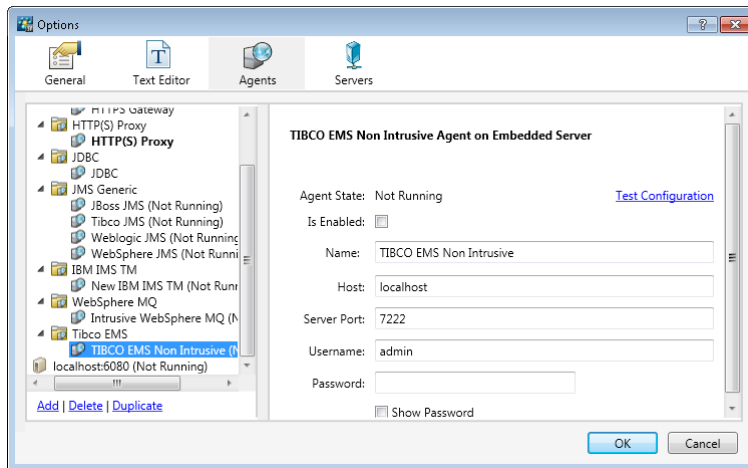 Options
General Text Editor Agents Servers
HTTPS Gateway
HTTP(S) Proxy
HTTP(S) Proxy
JDBC
JDBC
JMS Generic
JBoss JMS (Not Running)
Tibco JMS (Not Running)
Weblogic JMS (Not Running
WebSphere JMS (Not Runni
IBM IMS TM
New IBM IMS TM (Not Runr
WebSphere MQ
Intrusive WebSphere MQ (N
Tibco EMS
TIBCO EMS Non Intrusive (N
localhost:6080 (Not Running)
Add | Delete | Duplicate
TIBCO EMS Non Intrusive Agent on Embedded Server
Agent State: Not Running Test Configuration
Is Enabled:
Name: TIBCO EMS Non Intrusive
Host: localhost
Server Port: 7222
Username: admin
Password:
Show Password
OK Cancel